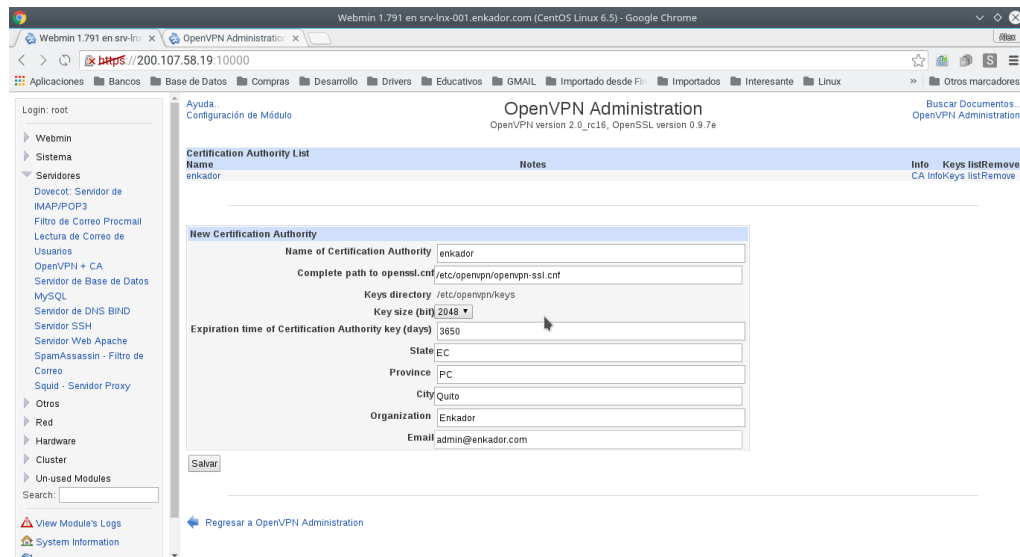 Webmin 1.791 en srv-lnx-001.enkador.com (CentOS Linux 6.5) - Google Chrome
Webmin 1.791 en srv-ln
OpenVPN Administration
Alex
https://200.107.58.19:10000
Aplicaciones Bancos Base de Datos Compras Desarrollo Drivers Educativos GMAIL Importado desde Fir Importados Interesante Linux » Otros marcadores
Login: root
Webmin
Sistema
Servidores
Dovecot: Servidor de
IMAP/POP3
Filtro de Correo Procmail
Lectura de Correo de
Usuarios
OpenVPN + CA
Servidor de Base de Datos
MySQL
Servidor de DNS BIND
Servidor SSH
Servidor Web Apache
SpamAssassin - Filtro de
Correo
Squid - Servidor Proxy
Otros
Red
Hardware
Cluster
Un-used Modules
Search:
View Module's Logs
System Information
Ayuda..
Configuración de Módulo
OpenVPN Administration
OpenVPN version 2.0_rc16, OpenSSL version 0.9.7e
Buscar Documentos..
OpenVPN Administration
Certification Authority List
Name Notes Info Keys list Remove
enkador CA Info Keys list Remove
New Certification Authority
Name of Certification Authority enkador
Complete path to openssl.cnf /etc/openvpn/openvpn-ssl.cnf
Keys directory /etc/openvpn/keys
Key size (bit) 2048
Expiration time of Certification Authority key (days) 3650
State EC
Province PC
City Quito
Organization Enkador
Email admin@enkador.com
Salvar
Regresar a OpenVPN Administration